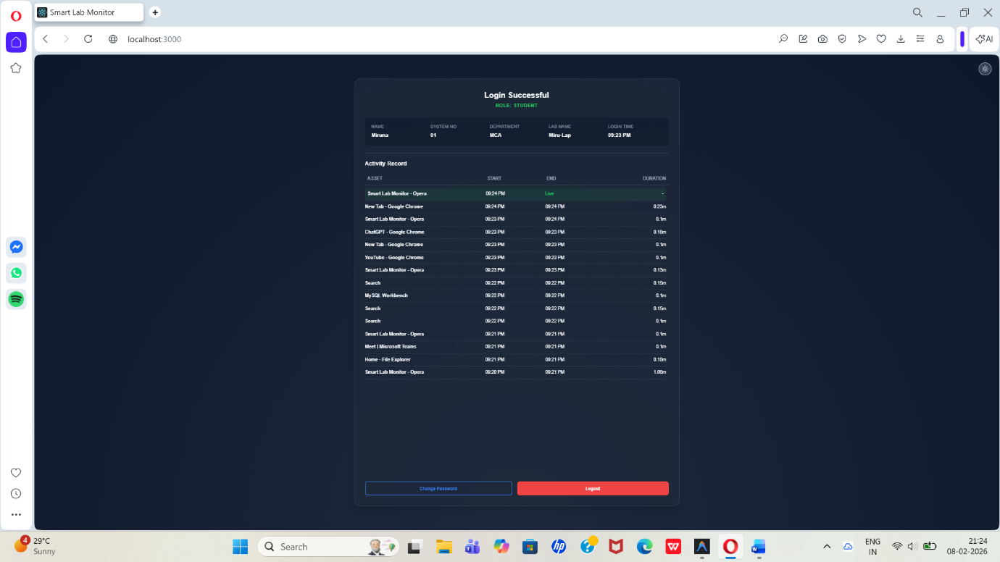 Smart Lab Monitor
localhost:3000
AI
Login Successful
ROLE: STUDENT
NAME SYSTEM NO DEPARTMENT LAB NAME LOGIN TIME
Miruna 01 MCA Miru-Lap 09:23 PM
Activity Record
ASSET START END DURATION
Smart Lab Monitor - Opera 09:24 PM Live -
New Tab - Google Chrome 09:24 PM 09:24 PM 0.23m
Smart Lab Monitor - Opera 09:23 PM 09:24 PM 0.1m
ChatGPT - Google Chrome 09:23 PM 09:23 PM 0.18m
New Tab - Google Chrome 09:23 PM 09:23 PM 0.1m
YouTube - Google Chrome 09:23 PM 09:23 PM 0.1m
Smart Lab Monitor - Opera 09:23 PM 09:23 PM 0.13m
Search 09:22 PM 09:22 PM 0.15m
MySQL Workbench 09:22 PM 09:22 PM 0.1m
Search 09:22 PM 09:22 PM 0.15m
Search 09:22 PM 09:22 PM 0.1m
Smart Lab Monitor - Opera 09:21 PM 09:21 PM 0.1m
Meet | Microsoft Teams 09:21 PM 09:21 PM 0.1m
Home - File Explorer 09:21 PM 09:21 PM 0.18m
Smart Lab Monitor - Opera 09:20 PM 09:21 PM 1.06m
Change Password Logout
4 29°C
Sunny
Search
ENG
IN
21:24
08-02-2026